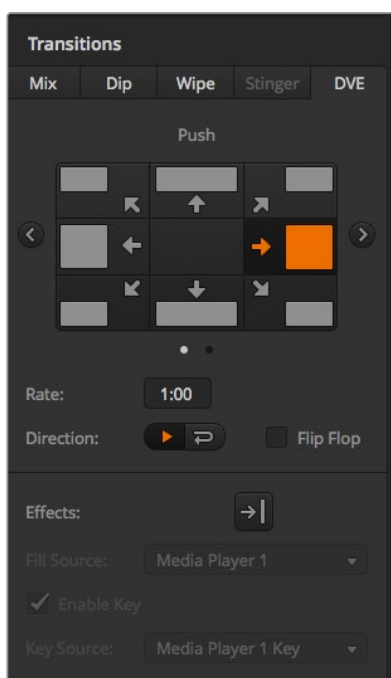 Transitions
Mix Dip Wipe Stinger DVE
Push
Rate: 1:00
Direction: Flip Flop
Effects:
Fill Source: Media Player 1
Enable Key
Key Source: Media Player 1 Key